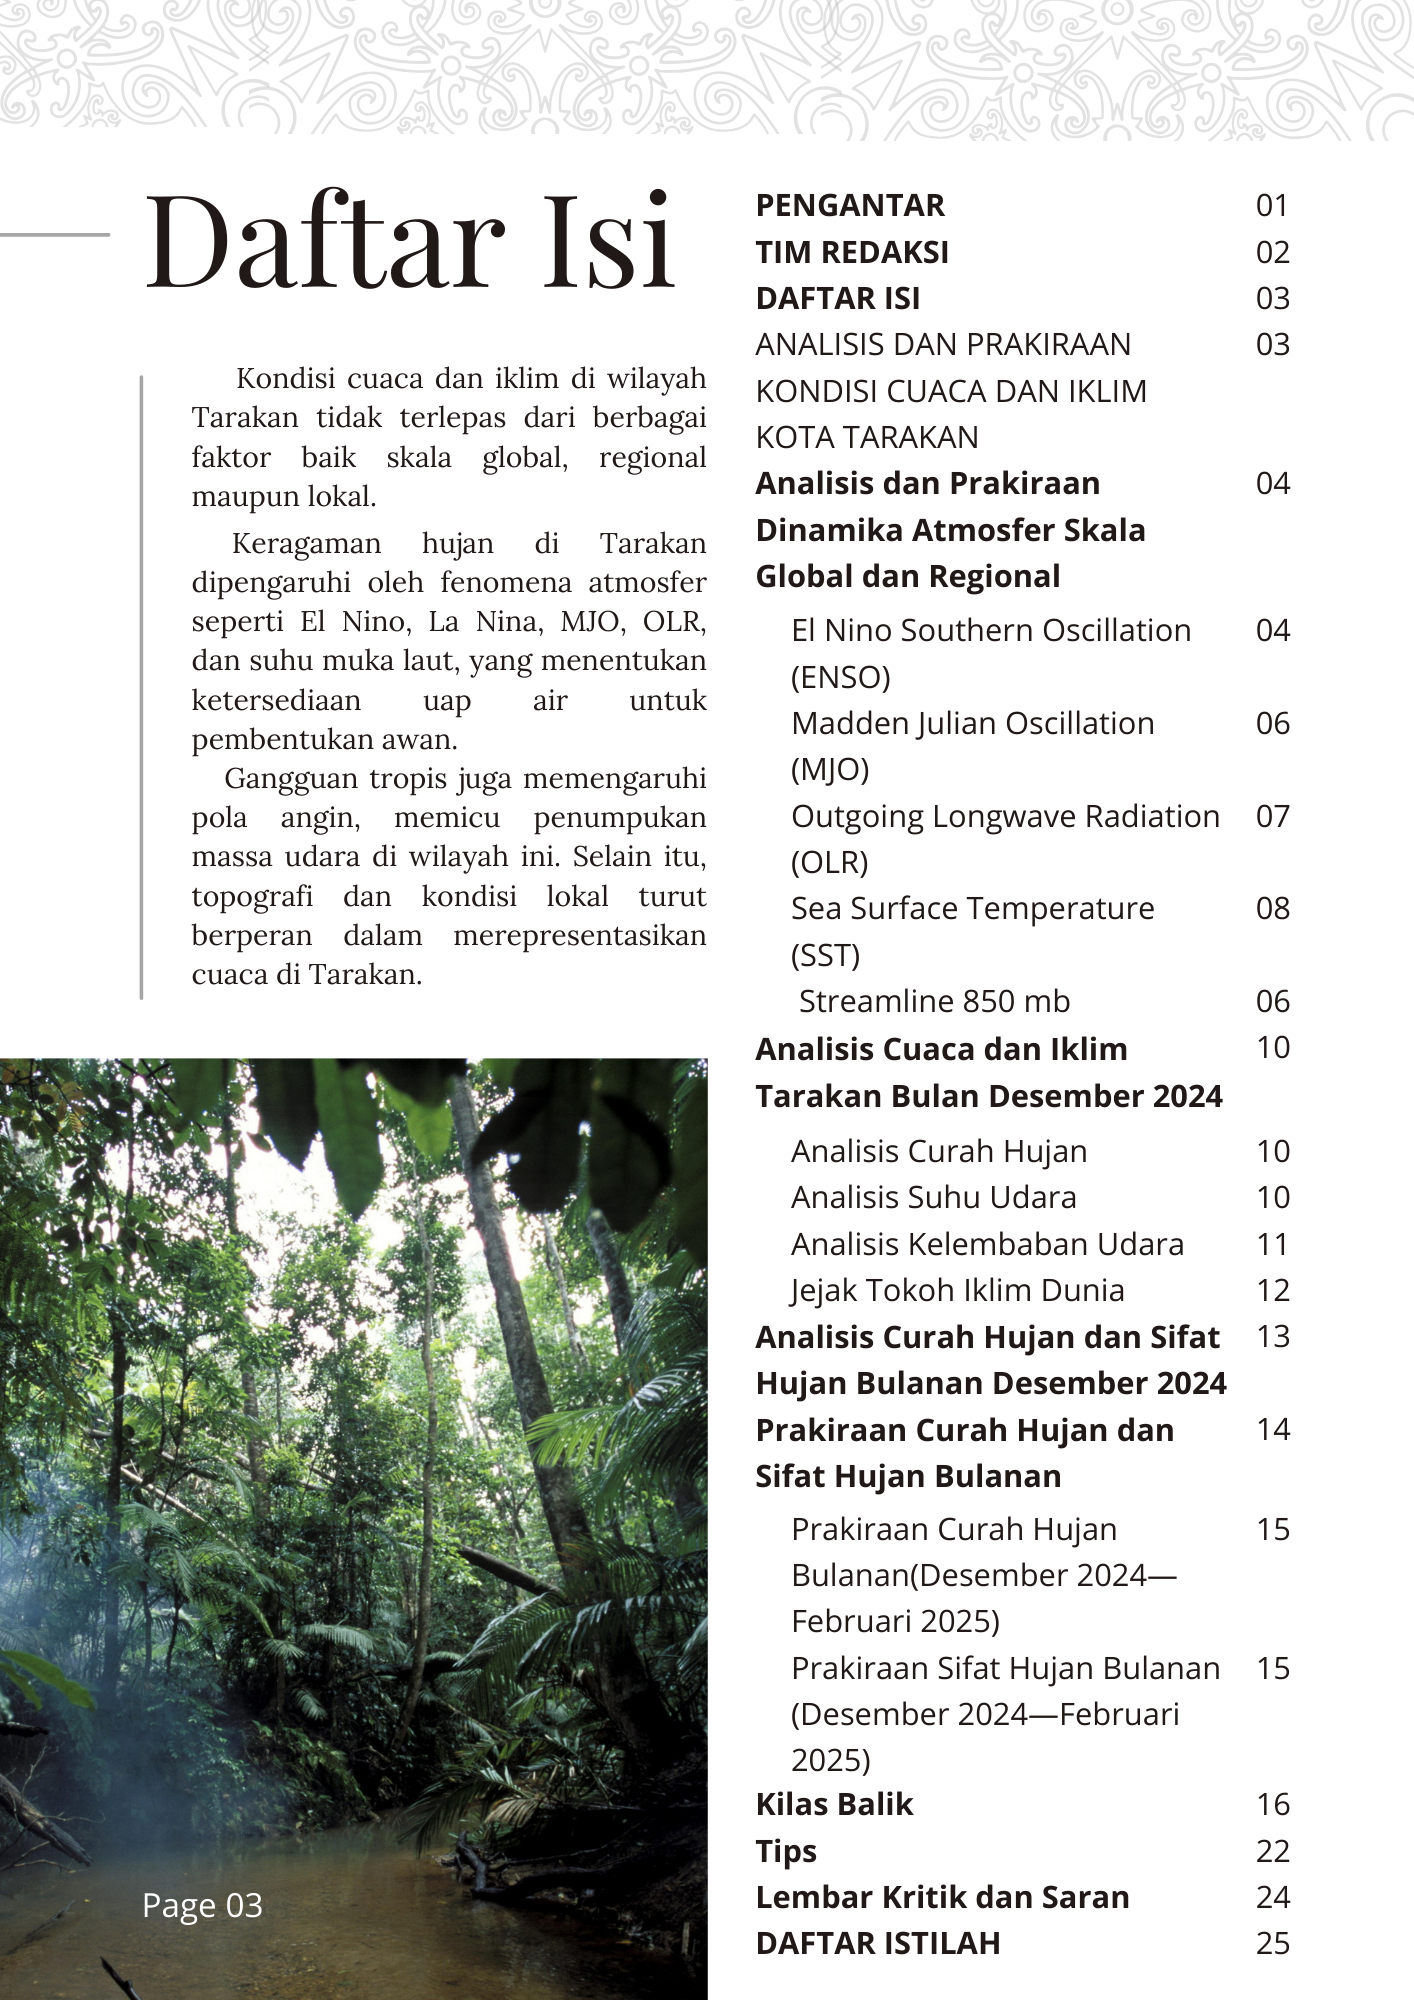 Daftar Isi
Kondisi cuaca dan iklim di wilayah
Tarakan tidak terlepas dari berbagai
faktor baik skala global, regional
maupun lokal.
Keragaman hujan di Tarakan
dipengaruhi oleh fenomena atmosfer
seperti El Nino, La Nina, MJO, OLR,
dan suhu muka laut, yang menentukan
ketersediaan uap air untuk
pembentukan awan.
Gangguan tropis juga memengaruhi
pola angin, memicu penumpukan
massa udara di wilayah ini. Selain itu,
topografi dan kondisi lokal turut
berperan dalam merepresentasikan
cuaca di Tarakan.
Page 03
PENGANTAR 01
TIM REDAKSI 02
DAFTAR ISI 03
ANALISIS DAN PRAKIRAAN 03
KONDISI CUACA DAN IKLIM
KOTA TARAKAN
Analisis dan Prakiraan 04
Dinamika Atmosfer Skala
Global dan Regional
El Nino Southern Oscillation 04
(ENSO)
Madden Julian Oscillation 06
(MJO)
Outgoing Longwave Radiation 07
(OLR)
Sea Surface Temperature 08
(SST)
Streamline 850 mb 06
Analisis Cuaca dan Iklim 10
Tarakan Bulan Desember 2024
Analisis Curah Hujan 10
Analisis Suhu Udara 10
Analisis Kelembaban Udara 11
Jejak Tokoh Iklim Dunia 12
Analisis Curah Hujan dan Sifat 13
Hujan Bulanan Desember 2024
Prakiraan Curah Hujan dan 14
Sifat Hujan Bulanan
Prakiraan Curah Hujan 15
Bulanan(Desember 2024—
Februari 2025)
Prakiraan Sifat Hujan Bulanan 15
(Desember 2024—Februari
2025)
Kilas Balik 16
Tips 22
Lembar Kritik dan Saran 24
DAFTAR ISTILAH 25